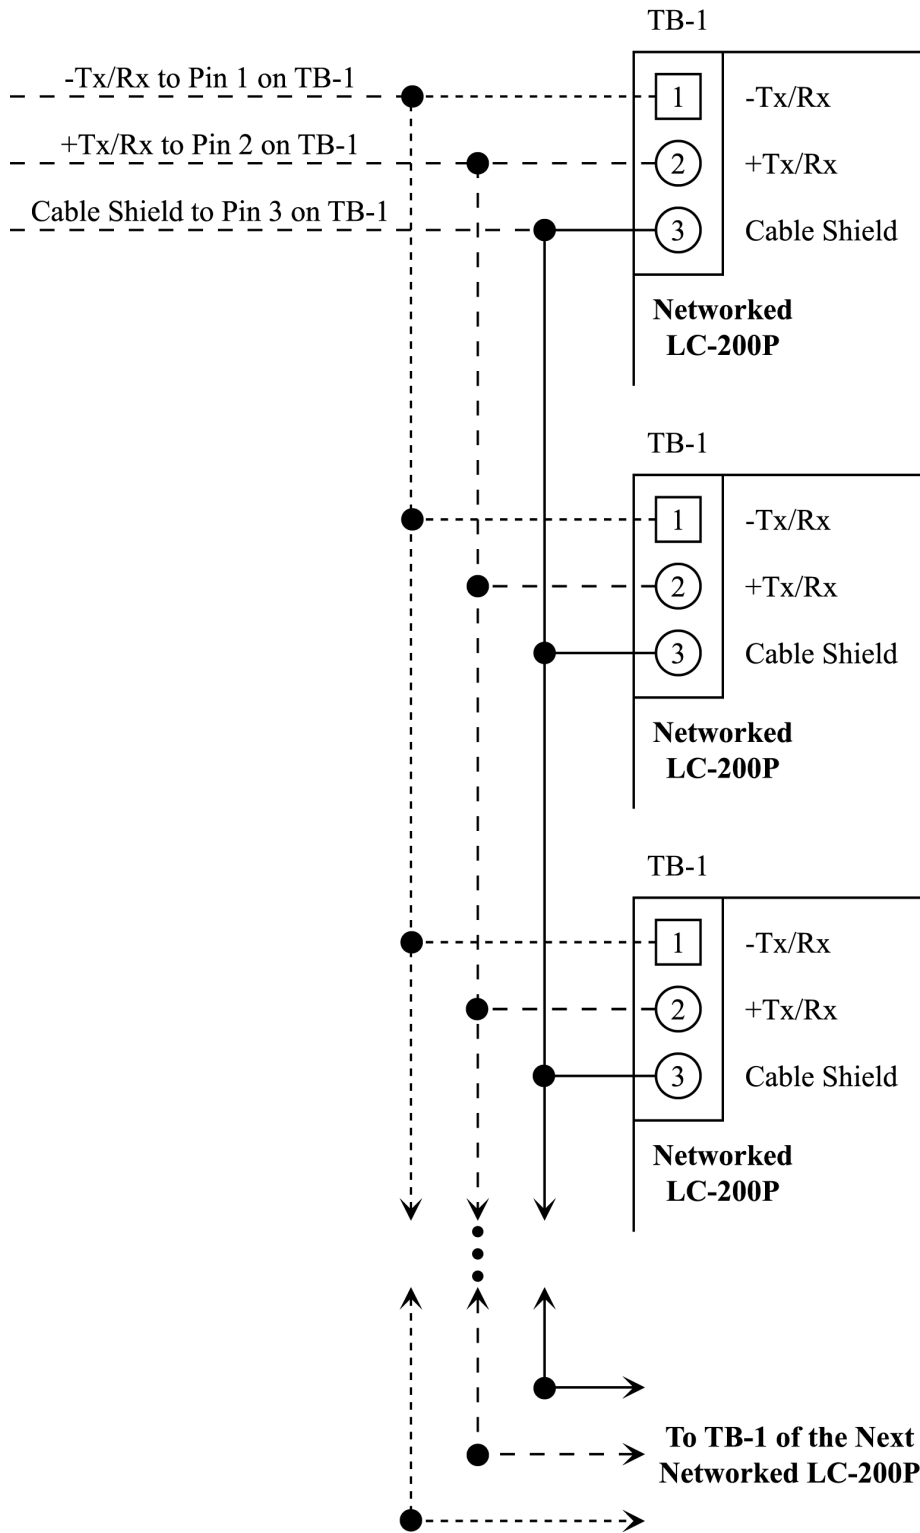 TB-1
-Tx/Rx to Pin 1 on TB-1
1 -Tx/Rx
+Tx/Rx to Pin 2 on TB-1
2 +Tx/Rx
Cable Shield to Pin 3 on TB-1
3 Cable Shield
Networked
LC-200P
TB-1
1 -Tx/Rx
2 +Tx/Rx
3 Cable Shield
Networked
LC-200P
TB-1
1 -Tx/Rx
2 +Tx/Rx
3 Cable Shield
Networked
LC-200P
To TB-1 of the Next
Networked LC-200P